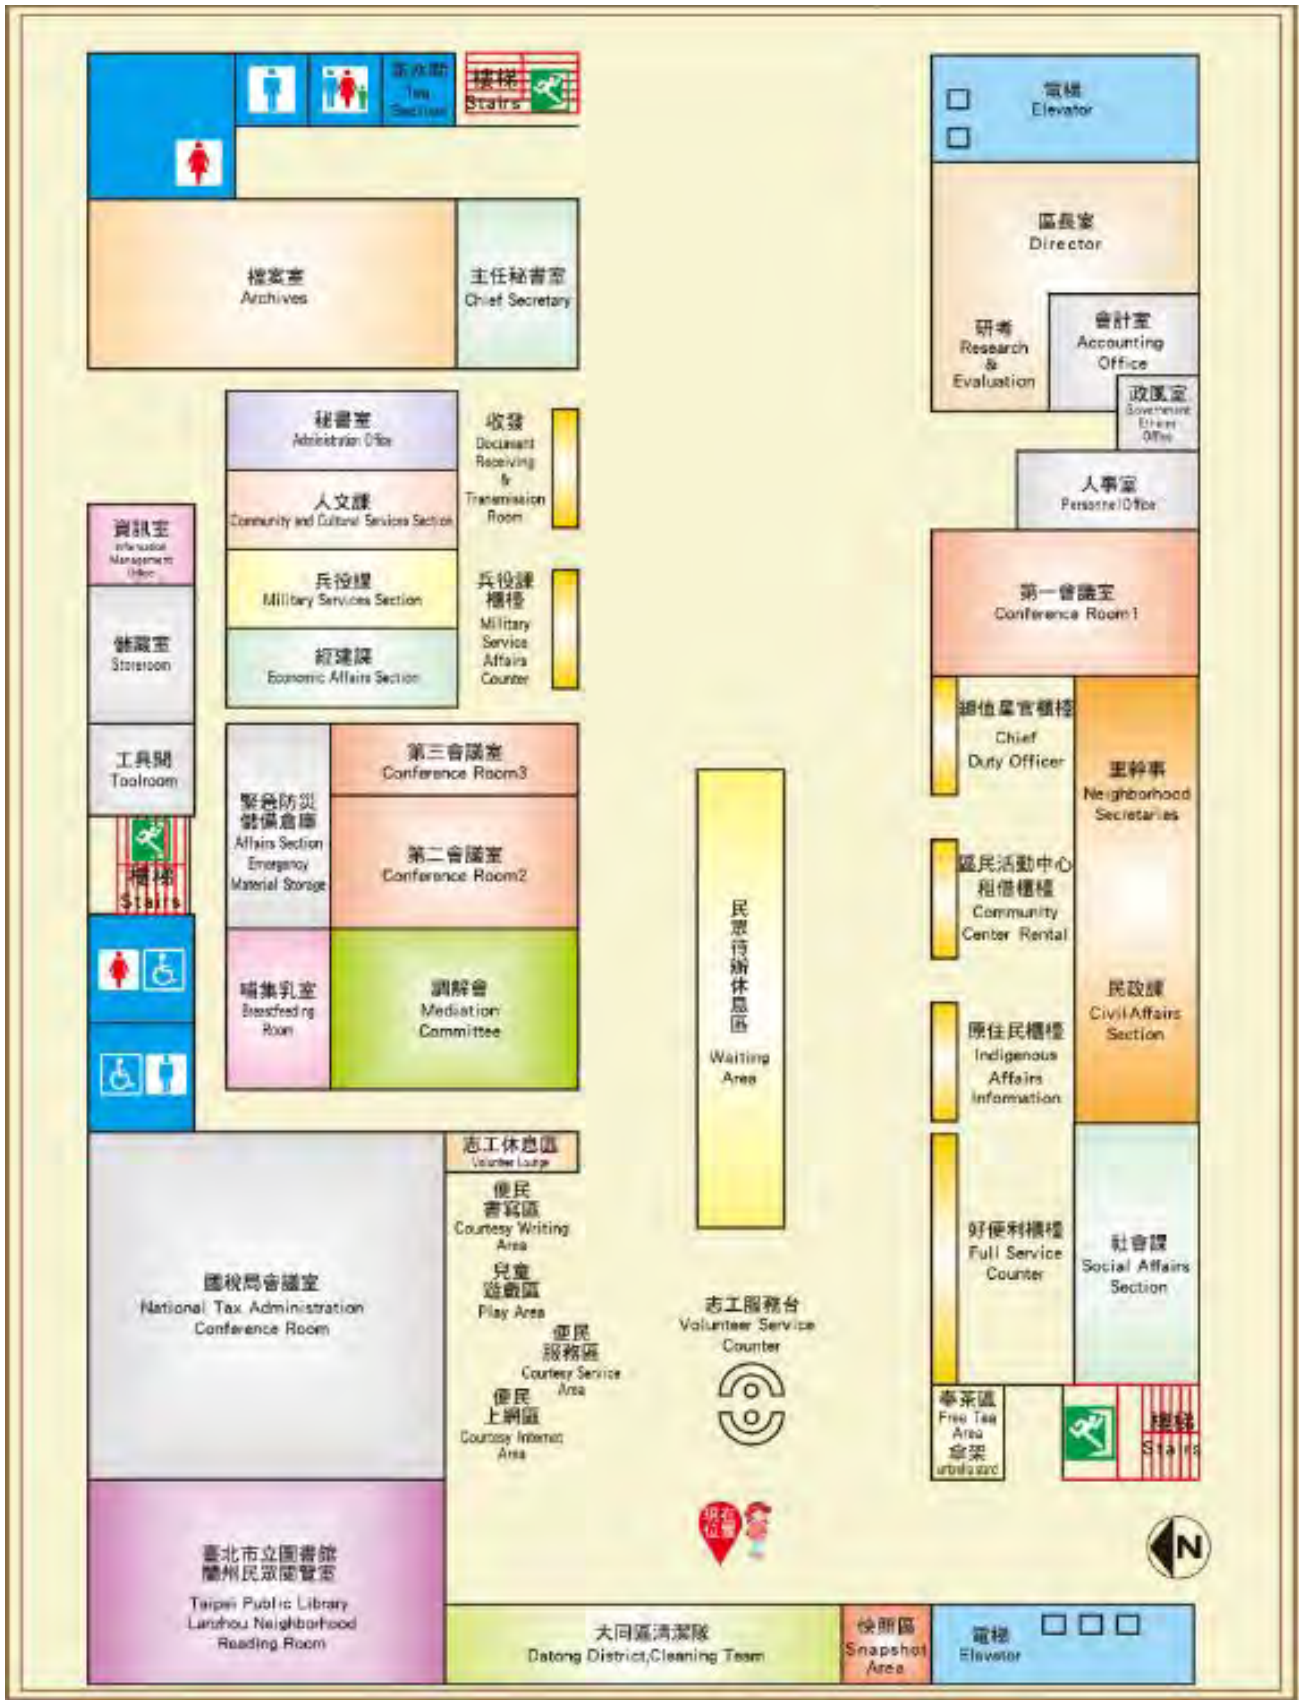 茶水間
Tea
Section
樓梯
Stairs
電梯
Elevator
區長室
Director
檔案室
Archives
主任秘書室
Chief Secretary
研考
Research
&
Evaluation
會計室
Accounting
Office
政風室
Government
Ethics
Office
秘書室
Administration Office
收發
Document
Receiving
&
Transmission
Room
人文課
Community and Cultural Services Section
人事室
Personnel Office
資訊室
Information
Management
Office
兵役課
Military Services Section
兵役課
櫃檯
Military
Service
Affairs
Counter
第一會議室
Conference Room1
儲藏室
Storeroom
經建課
Economic Affairs Section
工具間
Toolroom
第三會議室
Conference Room3
緊急防災
儲備倉庫
Affairs Section
Emergency
Material Storage
第二會議室
Conference Room2
總值星官櫃檯
Chief
Duty Officer
里幹事
Neighborhood
Secretaries
樓梯
Stairs
區民活動中心
租借櫃檯
Community
Center Rental
民眾待辦休息區
Waiting
Area
哺集乳室
Breastfeeding
Room
調解會
Mediation
Committee
原住民櫃檯
Indigenous
Affairs
Information
民政課
Civil Affairs
Section
志工休息區
Volunteer Lounge
便民
書寫區
Courtesy Writing
Area
兒童
遊戲區
Play Area
便民
服務區
Courtesy Service
Area
便民
上網區
Courtesy Internet
Area
國稅局會議室
National Tax Administration
Conference Room
志工服務台
Volunteer Service
Counter
好便利櫃檯
Full Service
Counter
社會課
Social Affairs
Section
奉茶區
Free Tea
Area
傘架
umbrella stand
樓梯
Stairs
現在
位置
N
臺北市立圖書館
蘭州民眾閱覽室
Taipei Public Library
Lanzhou Neighborhood
Reading Room
大同區清潔隊
Datong District,Cleaning Team
快照區
Snapshot
Area
電梯
Elevator